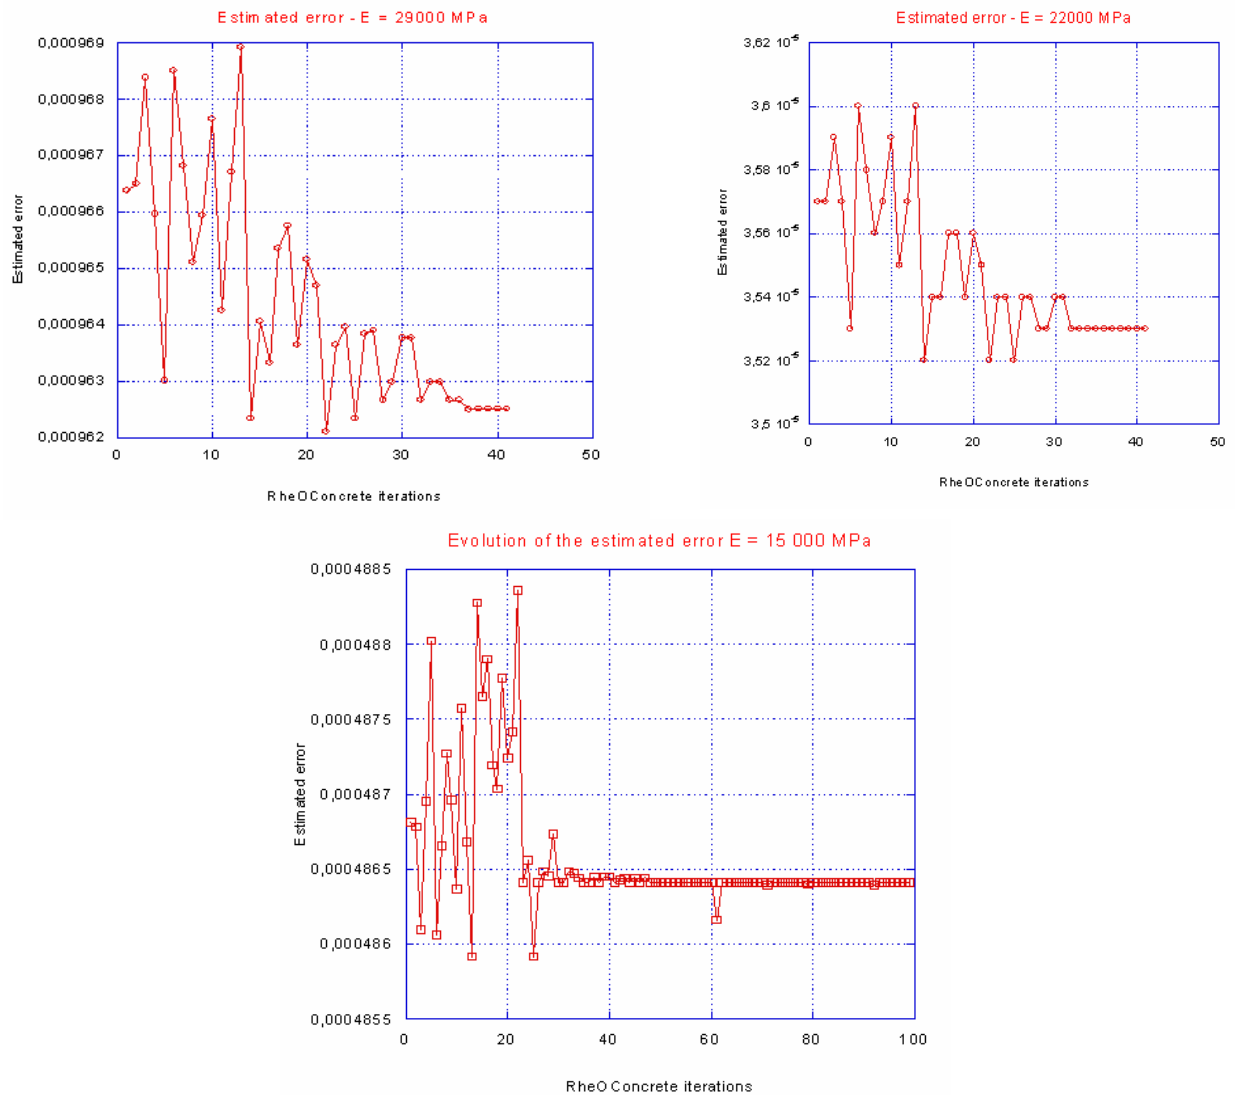 Estimated error - E = 29000 MPa
0,000969
0,000968
0,000967
0,000966
0,000965
0,000964
0,000963
0,000962
Estimated error
0 10 20 30 40 50
RheOConcrete iterations
Estimated error - E = 22000 MPa
3,62 10⁻⁵
3,6 10⁻⁵
3,58 10⁻⁵
3,56 10⁻⁵
3,54 10⁻⁵
3,52 10⁻⁵
3,5 10⁻⁵
Estimated error
0 10 20 30 40 50
RheOConcrete iterations
Evolution of the estimated error E = 15 000 MPa
0,0004885
0,000488
0,0004875
0,000487
0,0004865
0,000486
0,0004855
Estimated error
0 20 40 60 80 100
RheOConcrete iterations